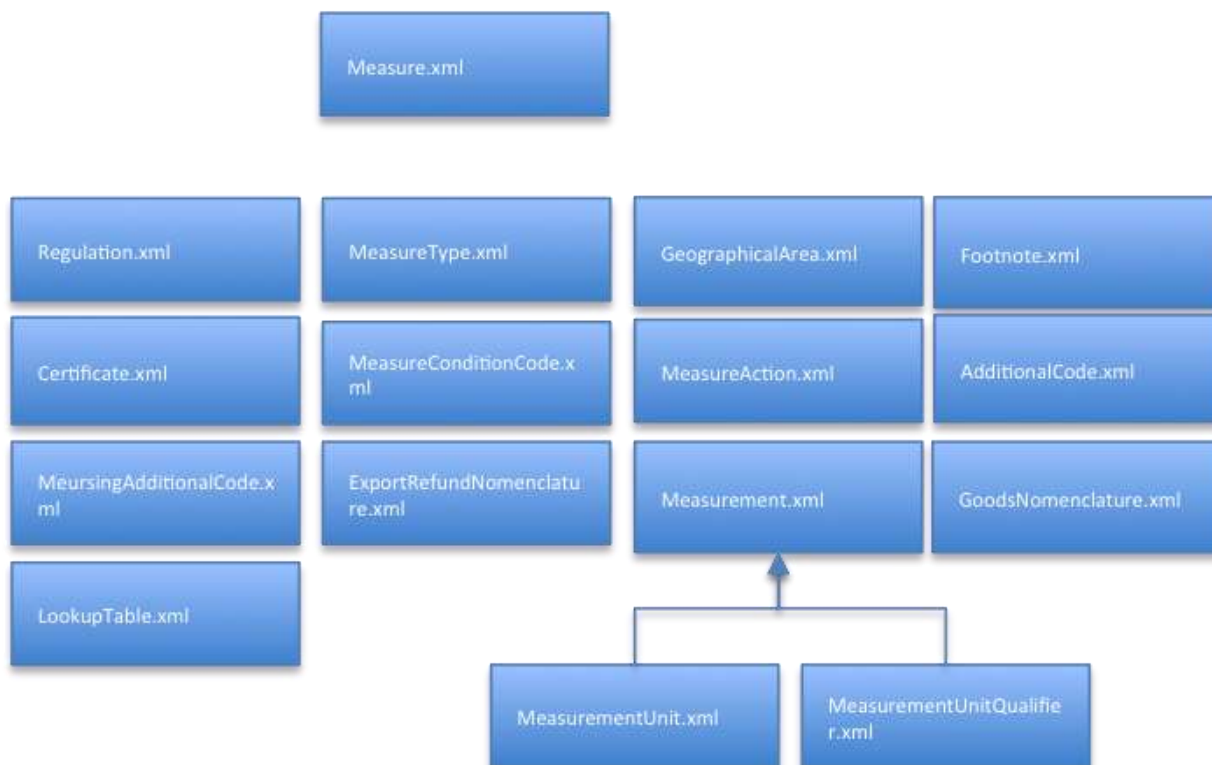 Measure.xml
Regulation.xml
MeasureType.xml
GeographicalArea.xml
Footnote.xml
Certificate.xml
MeasureConditionCode.x
ml
MeasureAction.xml
AdditionalCode.xml
MeursingAdditionalCode.x
ml
ExportRefundNomenclatu
re.xml
Measurement.xml
GoodsNomenclature.xml
LookupTable.xml
MeasurementUnit.xml
MeasurementUnitQualifie
r.xml